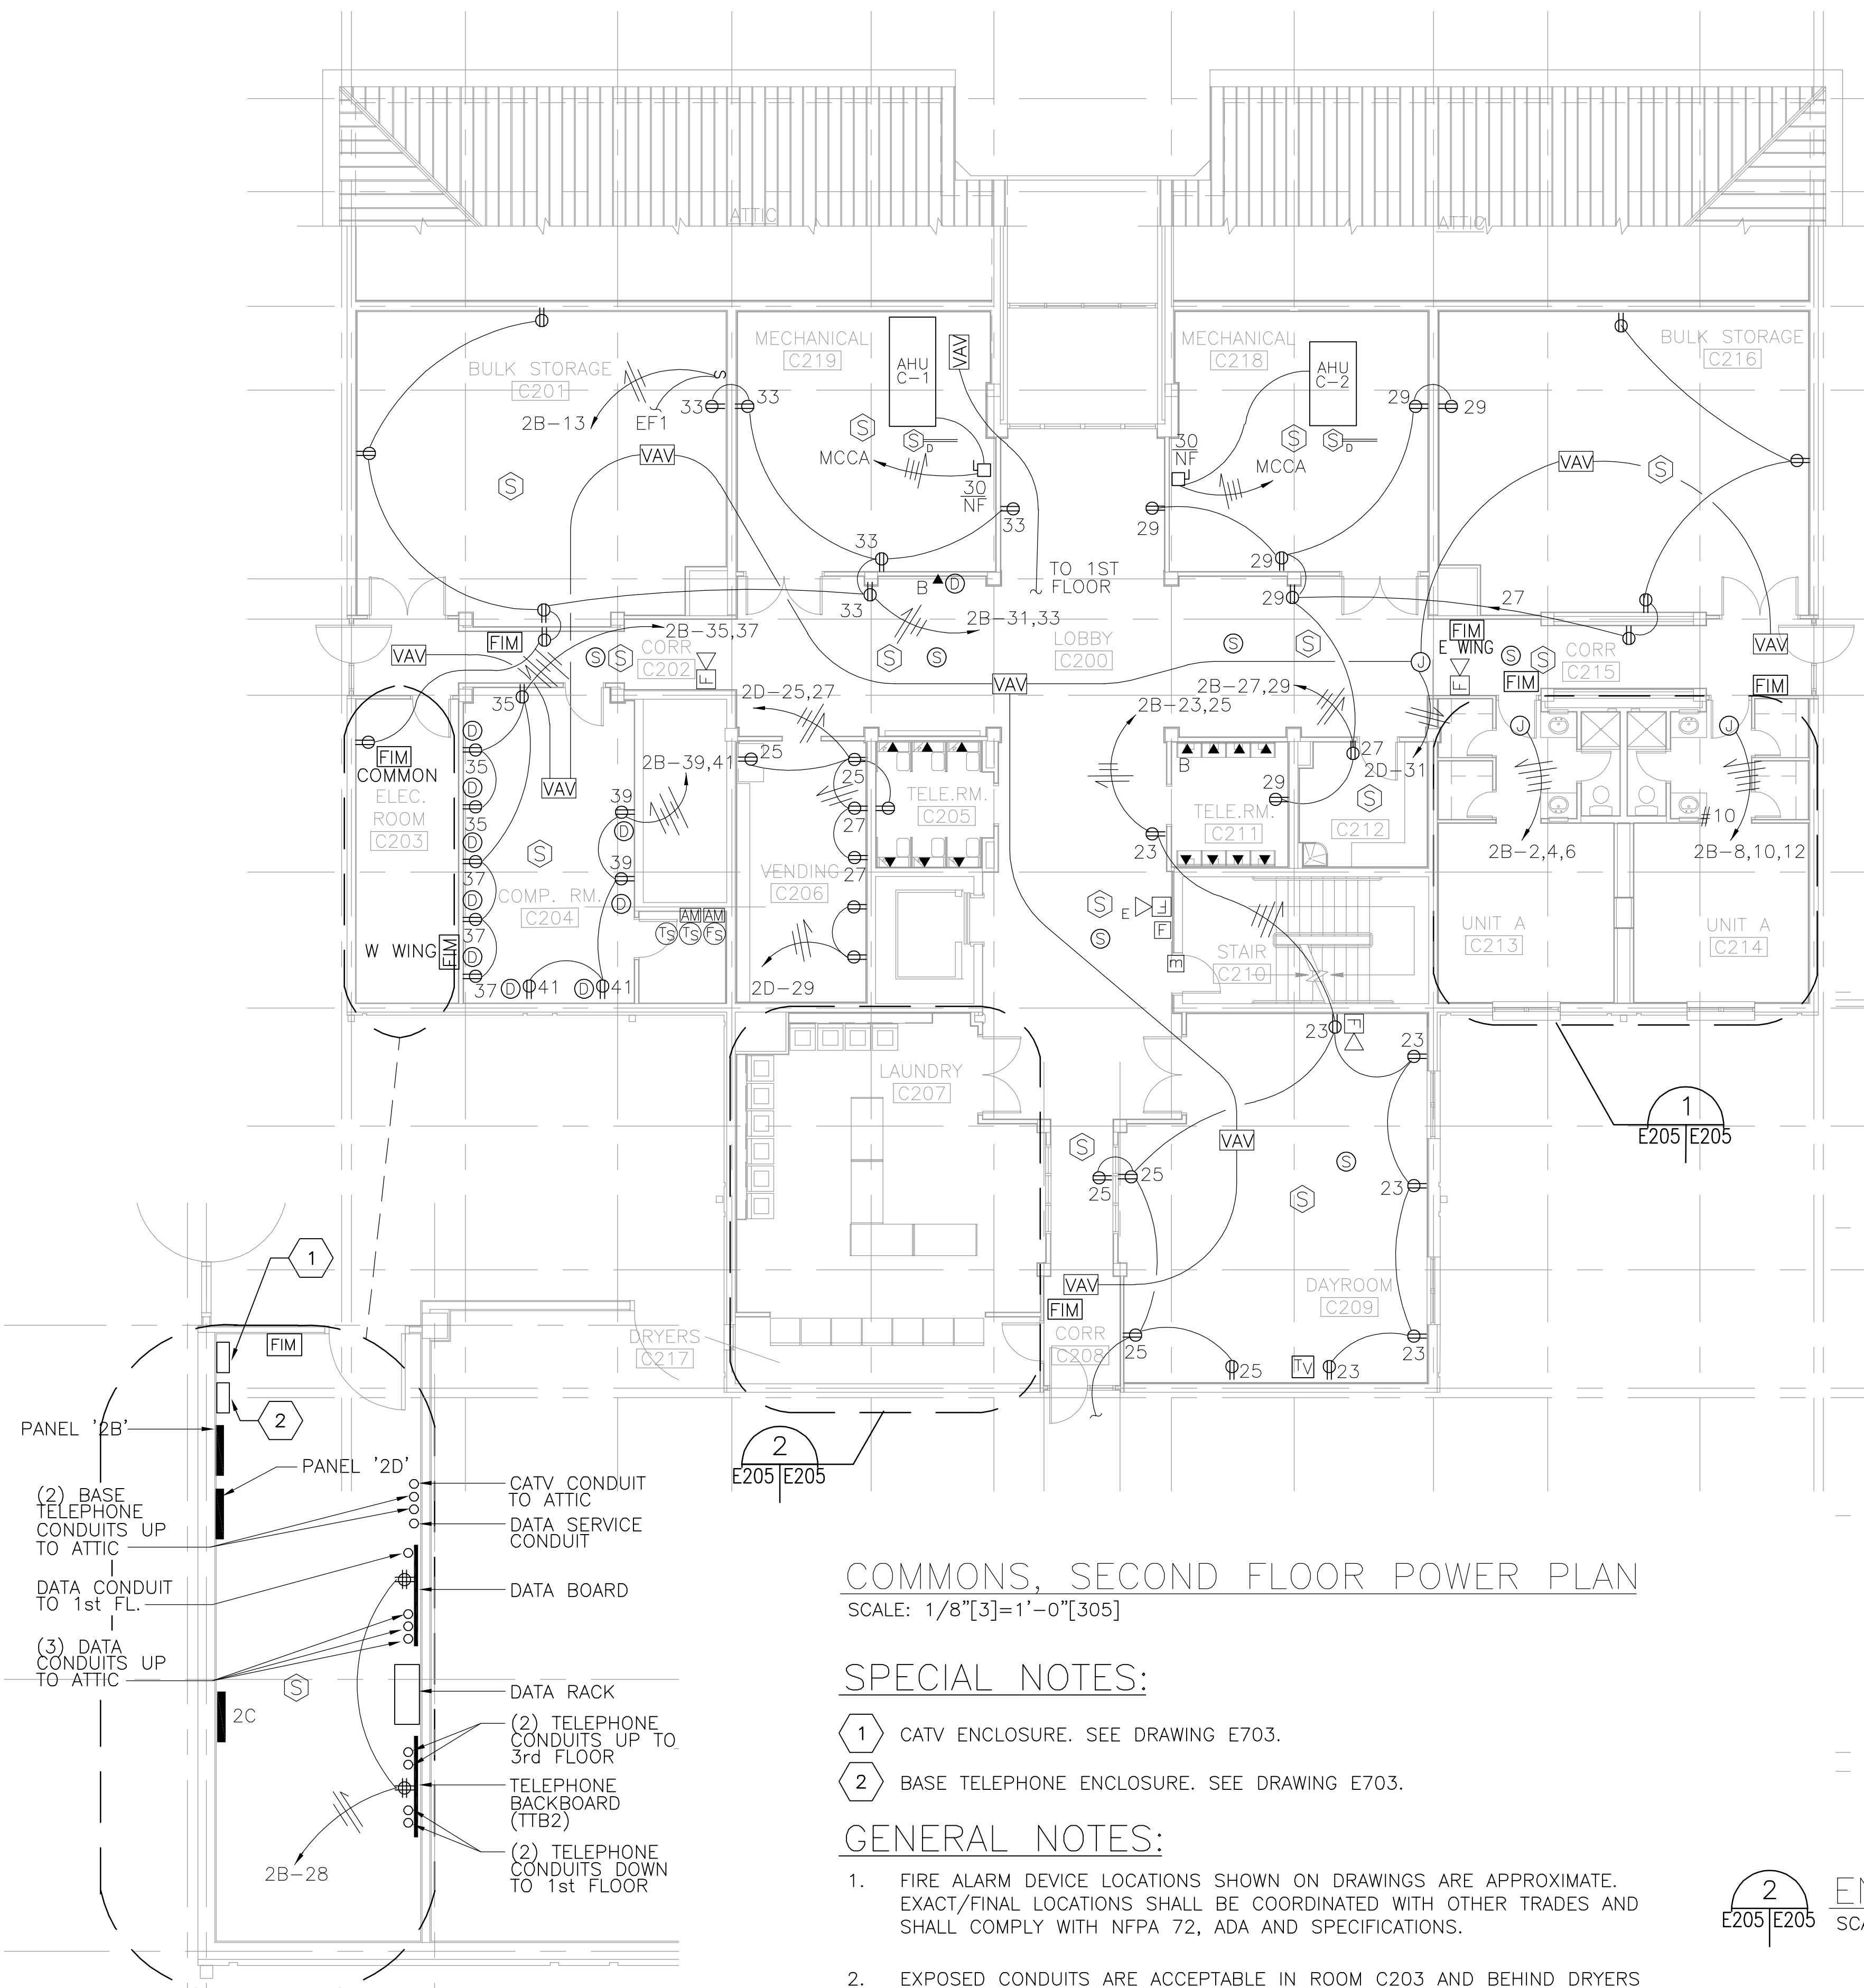 ATTIC
ATTIC
BULK STORAGE
C201
2B-13
EF1
S
33
33
MECHANICAL
C219
AHU
C-1
VAV
S
S
D
MCCA
30
NF
33
33
33
B
D
TO 1ST
FLOOR
MECHANICAL
C218
AHU
C-2
30
NF
MCCA
S
S
D
29
29
29
29
29
BULK STORAGE
C216
VAV
S
27
VAV
S
VAV
FIM
VAV
2B-35,37
CORR
C202
S
S
F
2B-31,33
S
S
LOBBY
C200
VAV
S
S
J
FIM
E WING
F
S
S
FIM
CORR
C215
VAV
FIM
35
FIM
COMMON
ELEC.
ROOM
C203
W WING
FIM
D
35
D
35
D
37
D
37
D
37
VAV
S
COMP. RM.
C204
D
41
D
41
39
D
39
D
2B-39,41
AM
AM
TS
TS
FS
2D-25,27
25
25
27
27
VENDING
C206
2D-29
TELE.RM.
C205
2B-23,25
2B-27,29
23
B
29
TELE.RM.
C211
27
2D-31
S
C212
J
J
#10
2B-2,4,6
2B-8,10,12
UNIT A
C213
UNIT A
C214
S
E
F
F
S
m
STAIR
C210
23
F
23
LAUNDRY
C207
S
25
25
VAV
S
S
23
1
E205
E205
VAV
FIM
CORR
C208
DAYROOM
C209
25
25
TV
23
23
DRYERS
C217
2
E205
E205
1
FIM
2
PANEL '2B'
PANEL '2D'
(2) BASE
TELEPHONE
CONDUITS UP
TO ATTIC
DATA CONDUIT
TO 1st FL.
(3) DATA
CONDUITS UP
TO ATTIC
S
2C
2B-28
CATV CONDUIT
TO ATTIC
DATA SERVICE
CONDUIT
DATA BOARD
DATA RACK
(2) TELEPHONE
CONDUITS UP TO
3rd FLOOR
TELEPHONE
BACKBOARD
(TTB2)
(2) TELEPHONE
CONDUITS DOWN
TO 1st FLOOR
COMMONS, SECOND FLOOR POWER PLAN
SCALE: 1/8"[3]=1'-0"[305]
SPECIAL NOTES:
1 CATV ENCLOSURE. SEE DRAWING E703.
2 BASE TELEPHONE ENCLOSURE. SEE DRAWING E703.
GENERAL NOTES:
1. FIRE ALARM DEVICE LOCATIONS SHOWN ON DRAWINGS ARE APPROXIMATE.
EXACT/FINAL LOCATIONS SHALL BE COORDINATED WITH OTHER TRADES AND
SHALL COMPLY WITH NFPA 72, ADA AND SPECIFICATIONS.
2. EXPOSED CONDUITS ARE ACCEPTABLE IN ROOM C203 AND BEHIND DRYERS
2
E205
E205